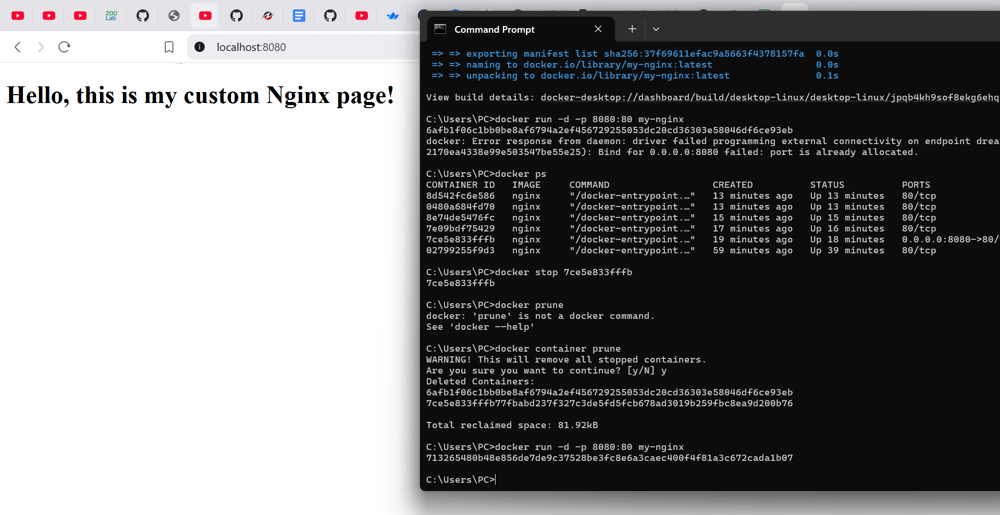 200
Lab
localhost:8080
Hello, this is my custom Nginx page!
Command Prompt
=> => exporting manifest list sha256:37f69611efac9a5663f4378157fa 0.0s
=> => naming to docker.io/library/my-nginx:latest 0.0s
=> => unpacking to docker.io/library/my-nginx:latest 0.1s
View build details: docker-desktop://dashboard/build/desktop-linux/desktop-linux/jpqb4kh9sof8ekg6ehq
C:\Users\PC>docker run -d -p 8080:80 my-nginx
6afb1f06c1bb0be8af6794a2ef456729255053dc20cd36303e58046df6ce93eb
docker: Error response from daemon: driver failed programming external connectivity on endpoint drea
2170ea4338e99e503547be55e25): Bind for 0.0.0.0:8080 failed: port is already allocated.
C:\Users\PC>docker ps
CONTAINER ID IMAGE COMMAND CREATED STATUS PORTS
8d542fc6e586 nginx "/docker-entrypoint.…" 13 minutes ago Up 13 minutes 80/tcp
0480a684fd70 nginx "/docker-entrypoint.…" 13 minutes ago Up 13 minutes 80/tcp
8e74de5476fc nginx "/docker-entrypoint.…" 15 minutes ago Up 15 minutes 80/tcp
7e09bdf75429 nginx "/docker-entrypoint.…" 17 minutes ago Up 16 minutes 80/tcp
7ce5e833fffb nginx "/docker-entrypoint.…" 19 minutes ago Up 18 minutes 0.0.0.0:8080->80/
02799255f9d3 nginx "/docker-entrypoint.…" 59 minutes ago Up 39 minutes 80/tcp
C:\Users\PC>docker stop 7ce5e833fffb
7ce5e833fffb
C:\Users\PC>docker prune
docker: 'prune' is not a docker command.
See 'docker --help'
C:\Users\PC>docker container prune
WARNING! This will remove all stopped containers.
Are you sure you want to continue? [y/N] y
Deleted Containers:
6afb1f06c1bb0be8af6794a2ef456729255053dc20cd36303e58046df6ce93eb
7ce5e833fffb77fbabd237f327c3de5fd5fcb678ad3019b259fbc8ea9d200b76
Total reclaimed space: 81.92kB
C:\Users\PC>docker run -d -p 8080:80 my-nginx
713265480b48e856de7de9c37528be3fc8e6a3caec400f4f81a3c672cada1b07
C:\Users\PC>